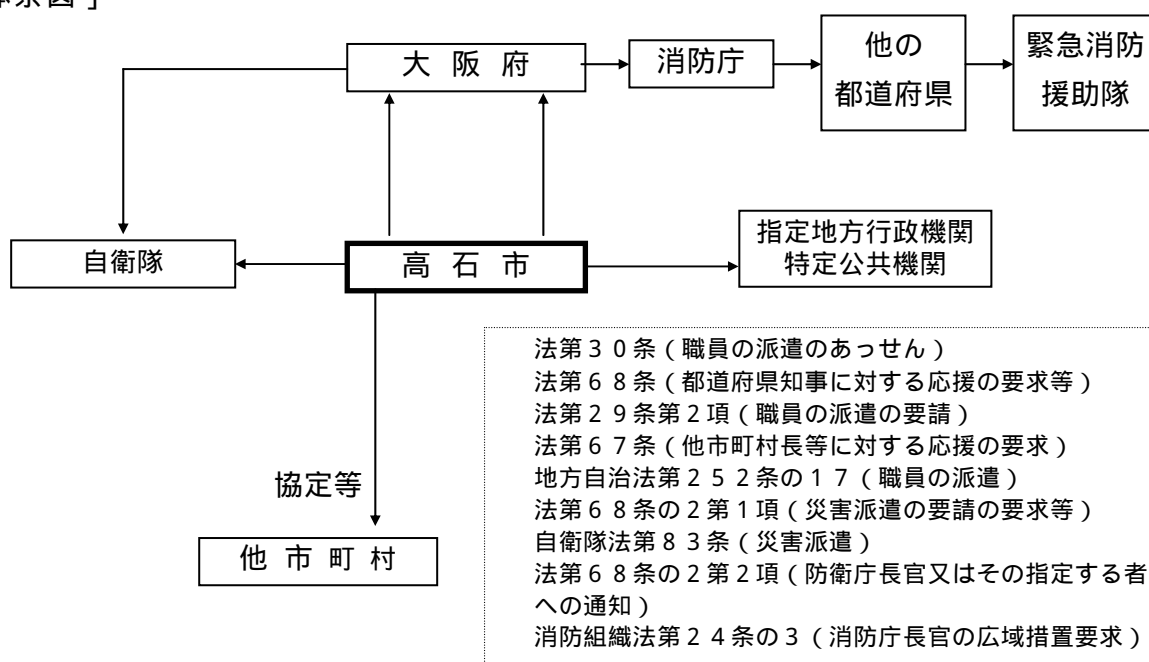 体系図］
大 阪 府
消防庁
他の
都道府県
緊急消防
援助隊
自衛隊
高 石 市
指定地方行政機関
特定公共機関
協定等
他 市 町 村
法第３０条（職員の派遣のあっせん）
法第６８条（都道府県知事に対する応援の要求等）
法第２９条第２項（職員の派遣の要請）
法第６７条（他市町村長等に対する応援の要求）
地方自治法第２５２条の１７（職員の派遣）
法第６８条の２第１項（災害派遣の要請の要求等）
自衛隊法第８３条（災害派遣）
法第６８条の２第２項（防衛庁長官又はその指定する者
への通知）
消防組織法第２４条の３（消防庁長官の広域措置要求）